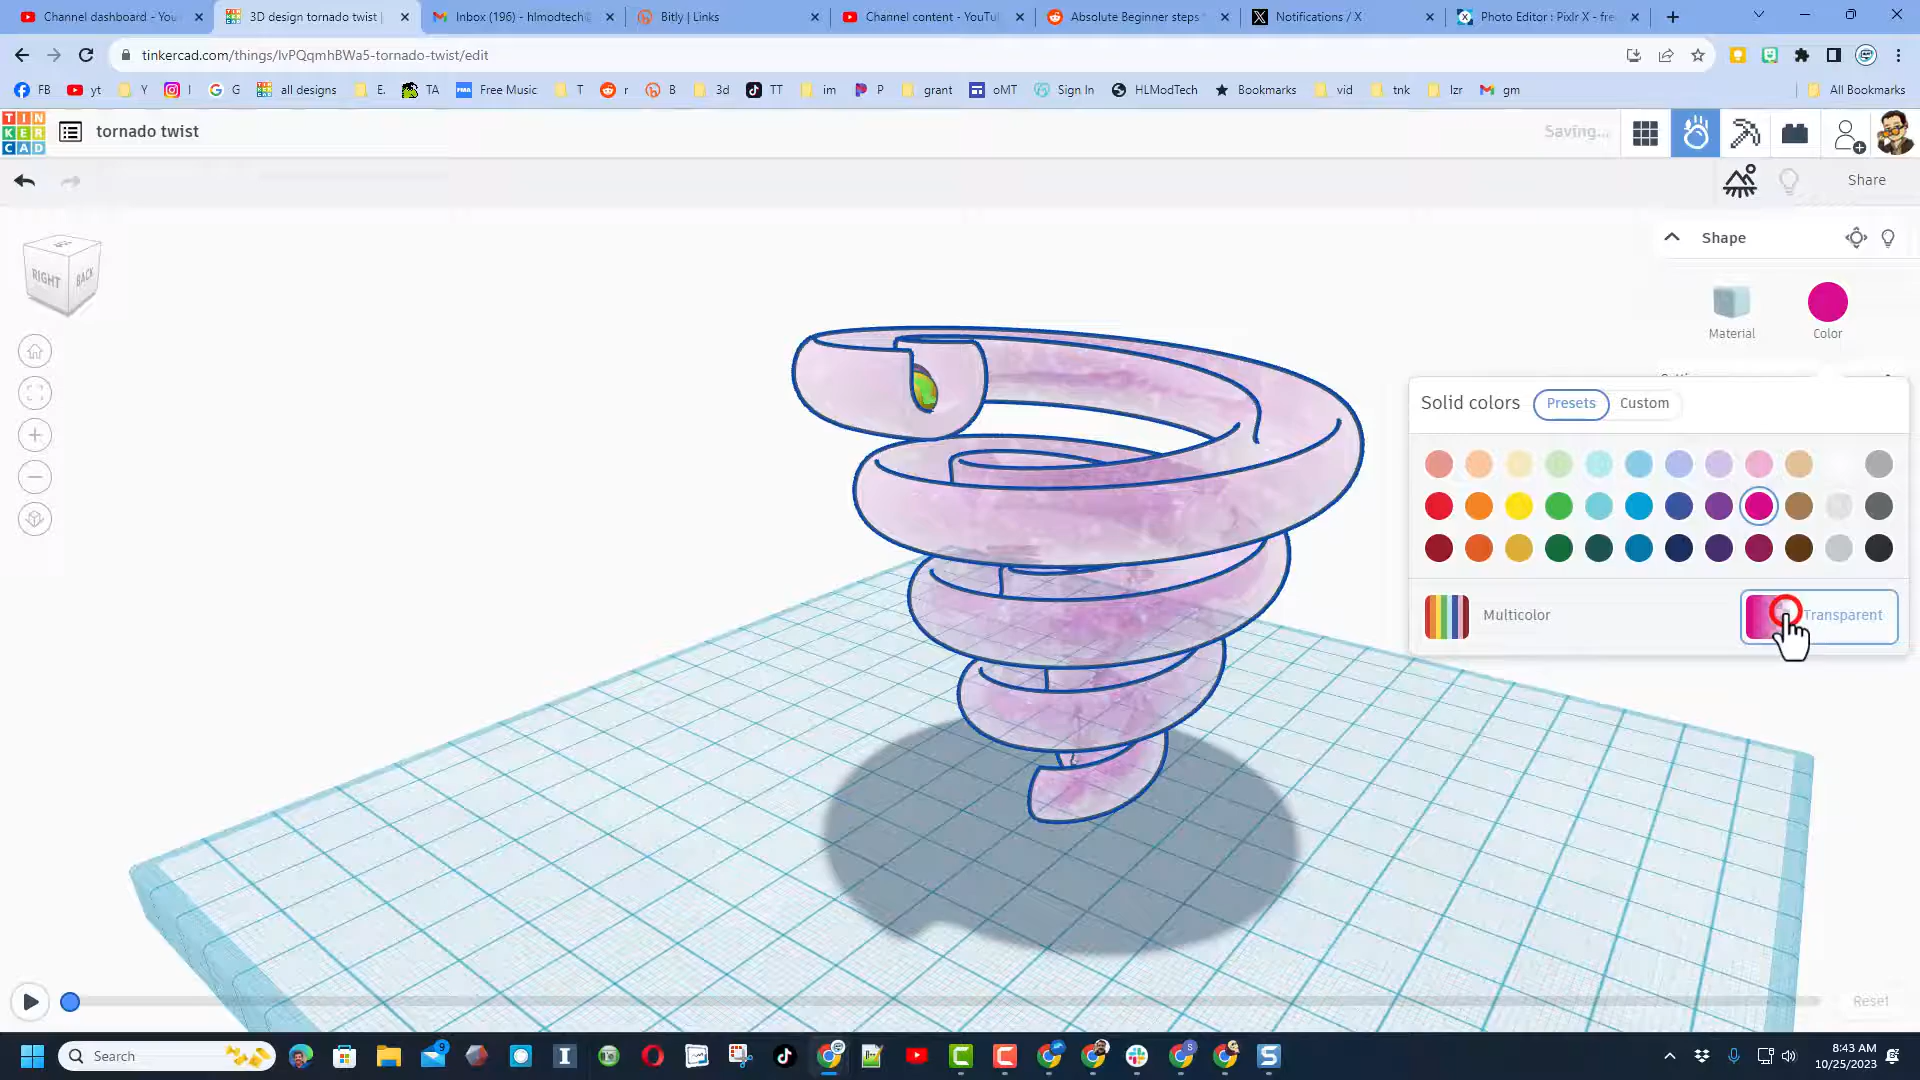 Channel dashboard - You
3D design tornado twist |
Inbox (196) - hlmodtech@
Bitly | Links
Channel content - YouTu
Absolute Beginner steps
Notifications / X
Photo Editor : Pixlr X - fre
tinkercad.com/things/lvPQqmhBWa5-tornado-twist/edit
FB
yt
Y
I
G
all designs
E.
TA
FMA
Free Music
T
r
B
3d
TT
im
P
grant
oMT
Sign In
HLModTech
Bookmarks
vid
tnk
lzr
gm
All Bookmarks
TIN
KER
CAD
tornado twist
Saving...
Share
RIGHT
BACK
Shape
Material
Color
Solid colors
Presets
Custom
Multicolor
Transparent
Reset
Search
9
8:43 AM
10/25/2023